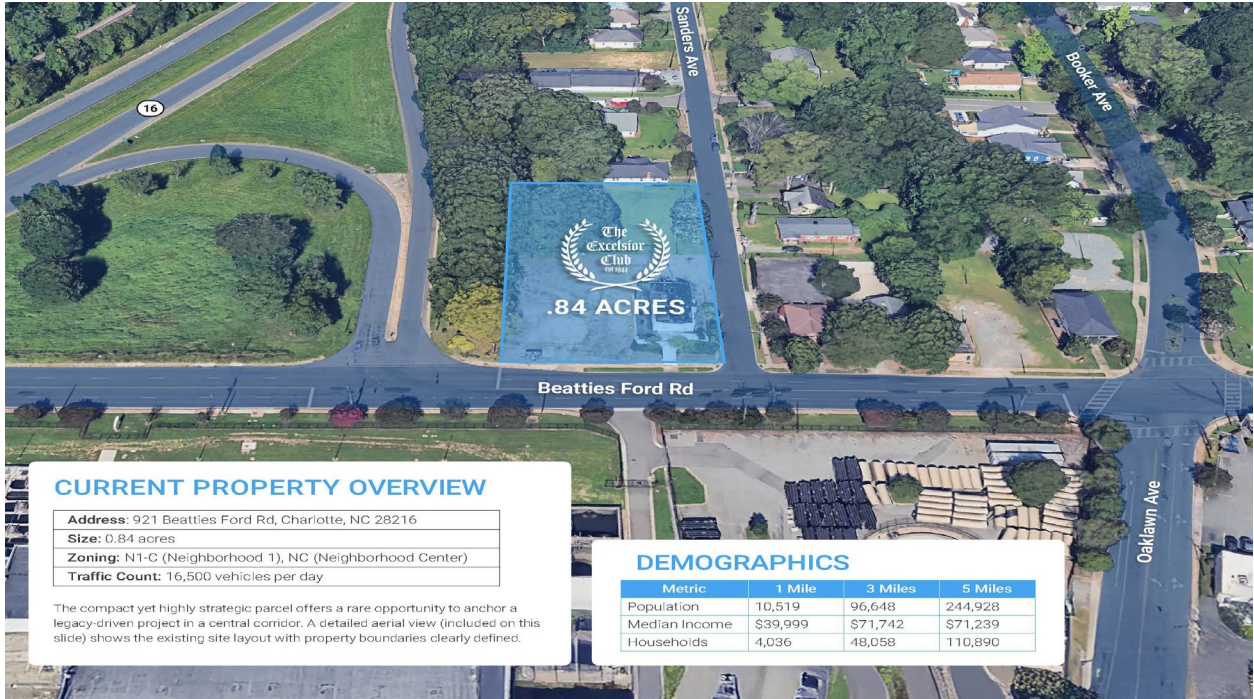 16
Sanders Ave
Booker Ave
The
Excelsior
Club
est 1944
.84 ACRES
Beatties Ford Rd
Oaklawn Ave
CURRENT PROPERTY OVERVIEW
Address: 921 Beatties Ford Rd, Charlotte, NC 28216
Size: 0.84 acres
Zoning: N1-C (Neighborhood 1), NC (Neighborhood Center)
Traffic Count: 16,500 vehicles per day
The compact yet highly strategic parcel offers a rare opportunity to anchor a
legacy-driven project in a central corridor. A detailed aerial view (included on this
slide) shows the existing site layout with property boundaries clearly defined.
DEMOGRAPHICS
Metric 1 Mile 3 Miles 5 Miles
Population 10,519 96,648 244,928
Median Income $39,999 $71,742 $71,239
Households 4,036 48,058 110,890